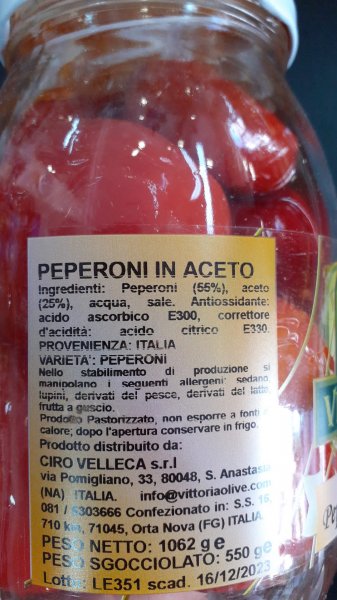 PEPERONI IN ACETO
Ingredienti: Peperoni (55%), aceto
(25%), acqua, sale. Antiossidante:
acido ascorbico E300, correttore
d'acidità: acido citrico E330.
PROVENIENZA: ITALIA
VARIETA': PEPERONI
Nello stabilimento di produzione si
manipolano i seguenti allergeni: sedano,
lupini, derivati del pesce, derivati del latte,
frutta a guscio.
Prodotto Pastorizzato, non esporre a fonti di
calore; dopo l'apertura conservare in frigo.
Prodotto distribuito da:
CIRO VELLECA s.r.l
via Pomigliano, 33, 80048, S. Anastasia
(NA) ITALIA. info@vittoriaolive.com
081 / 5303666 Confezionato in: S.S. 16,
710 km, 71045, Orta Nova (FG) ITALIA
PESO NETTO: 1062 g e
PESO SGOCCIOLATO: 550 g e
Lotto: LE351 scad. 16/12/2023